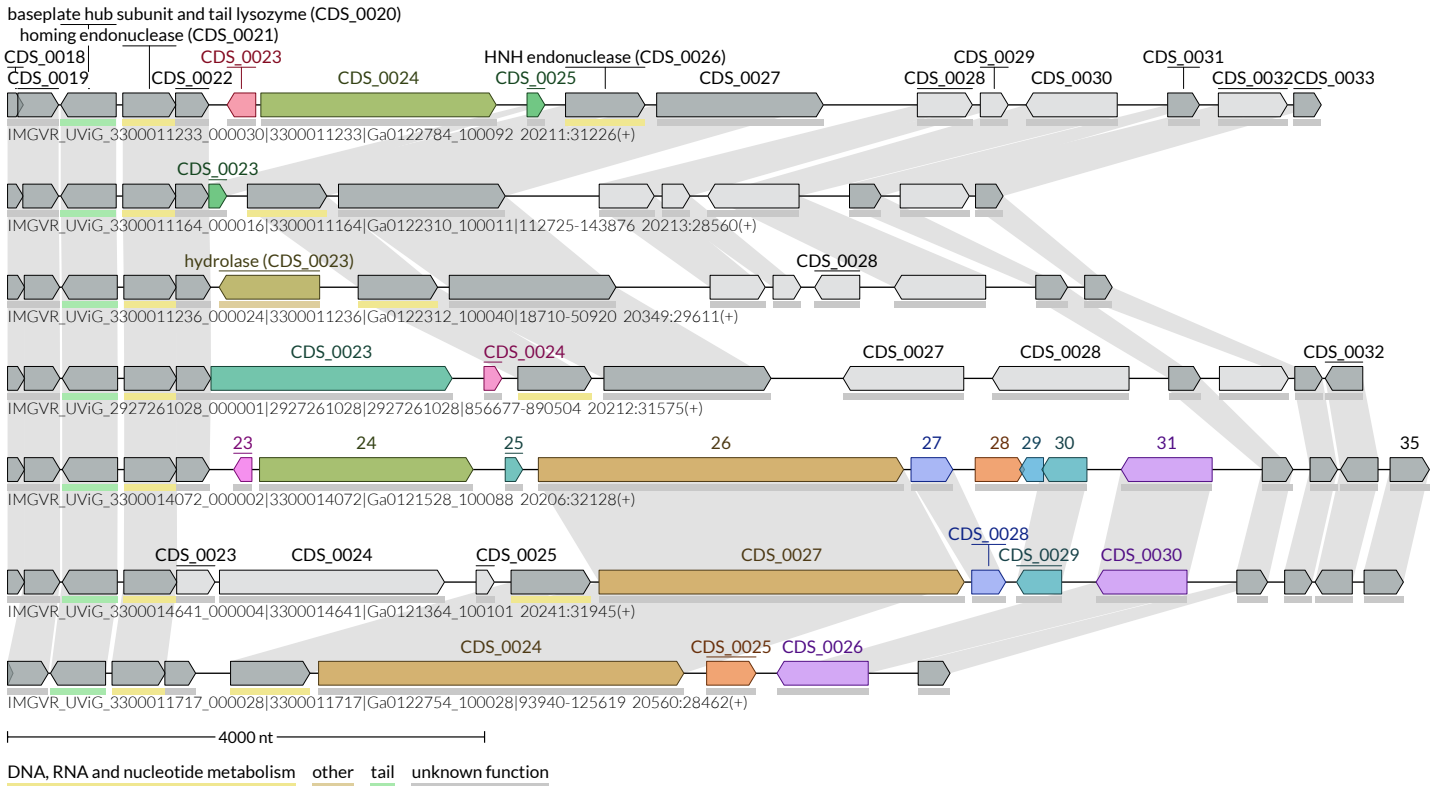 baseplate hub subunit and tail lysozyme (CDS_0020)
homing endonuclease (CDS_0021)
CDS_0018 CDS_0023 HNH endonuclease (CDS_0026) CDS_0029 CDS_0031
CDS_0019 CDS_0022 CDS_0024 CDS_0025 CDS_0027 CDS_0028 CDS_0030 CDS_0032 CDS_0033
IMGVR_UViG_3300011233_000030|3300011233|Ga0122784_100092 20211:31226(+)
CDS_0023
IMGVR_UViG_3300011164_000016|3300011164|Ga0122310_100011|112725-143876 20213:28560(+)
hydrolase (CDS_0023) CDS_0028
IMGVR_UViG_3300011236_000024|3300011236|Ga0122312_100040|18710-50920 20349:29611(+)
CDS_0023 CDS_0024 CDS_0027 CDS_0028 CDS_0032
IMGVR_UViG_2927261028_000001|2927261028|2927261028|856677-890504 20212:31575(+)
23 24 25 26 27 28 29 30 31 35
IMGVR_UViG_3300014072_000002|3300014072|Ga0121528_100088 20206:32128(+)
CDS_0028
CDS_0023 CDS_0024 CDS_0025 CDS_0027 CDS_0029 CDS_0030
IMGVR_UViG_3300014641_000004|3300014641|Ga0121364_100101 20241:31945(+)
CDS_0024 CDS_0025 CDS_0026
IMGVR_UViG_3300011717_000028|3300011717|Ga0122754_100028|93940-125619 20560:28462(+)
4000 nt
DNA, RNA and nucleotide metabolism other tail unknown function